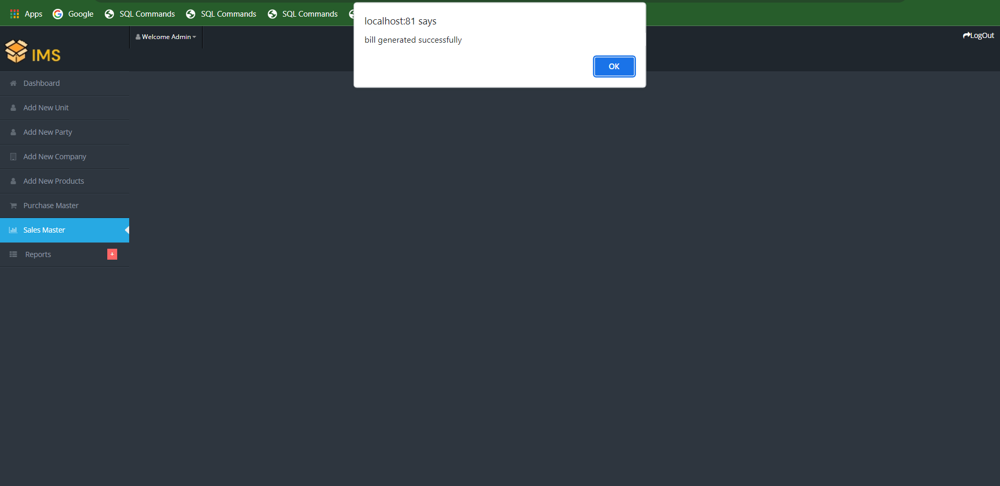 Apps
Google
SQL Commands
SQL Commands
SQL Commands
localhost:81 says
bill generated successfully
OK
IMS
Welcome Admin
LogOut
Dashboard
Add New Unit
Add New Party
Add New Company
Add New Products
Purchase Master
Sales Master
Reports
+